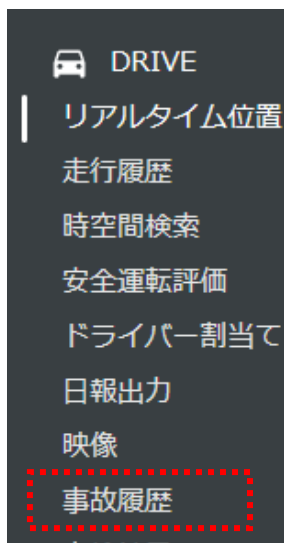 DRIVE
リアルタイム位置
走行履歴
時空間検索
安全運転評価
ドライバー割当て
日報出力
映像
事故履歴